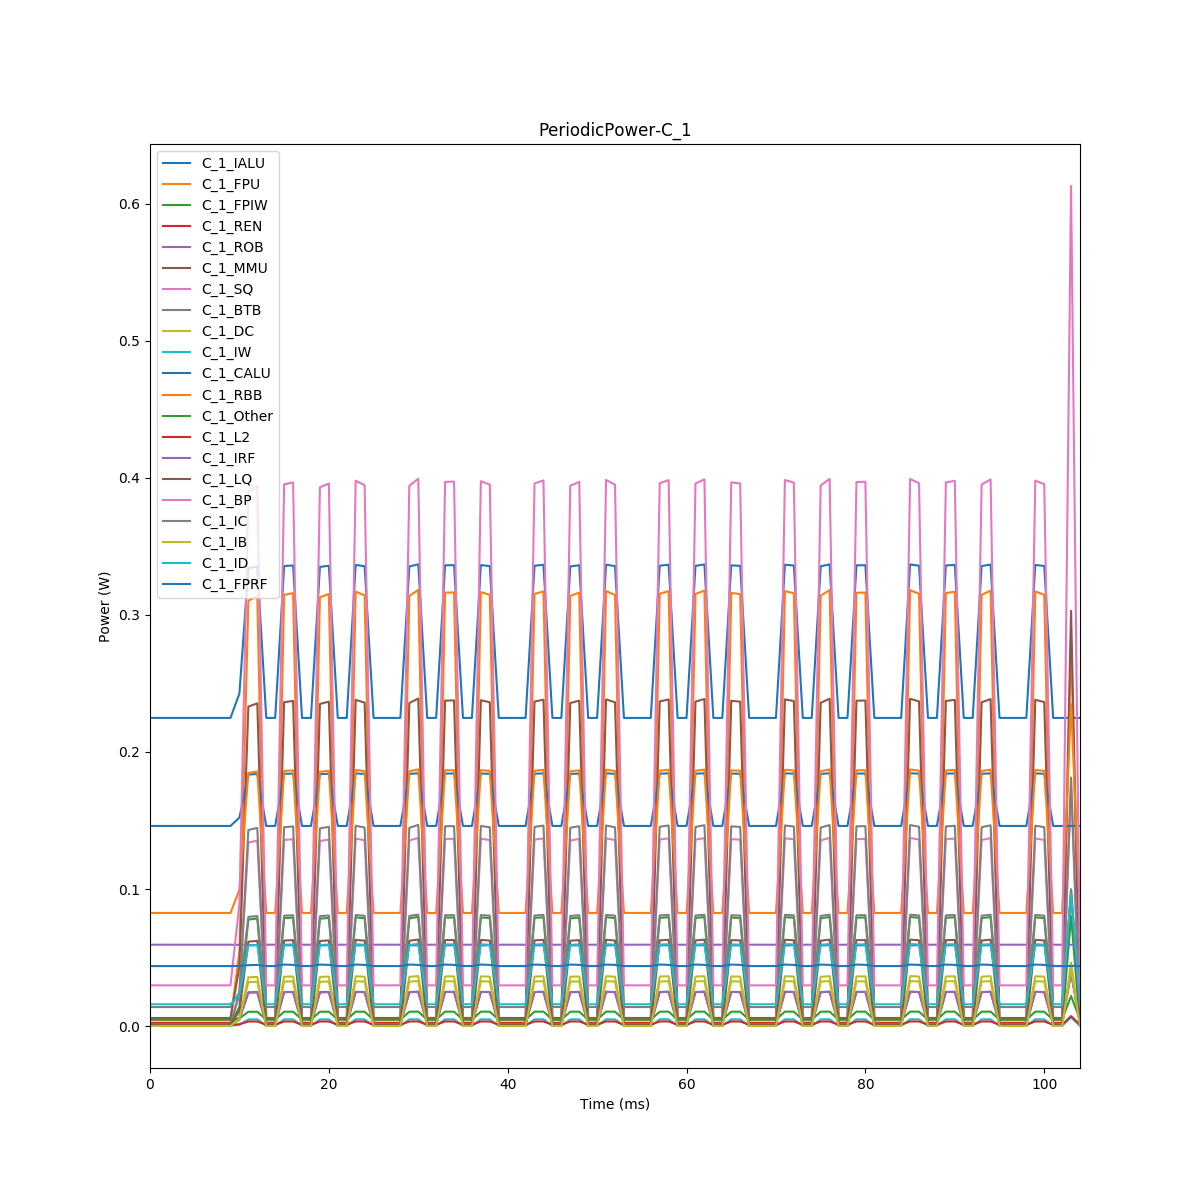 PeriodicPower-C_1
C_1_IALU
C_1_FPU
C_1_FPIW
C_1_REN
C_1_ROB
C_1_MMU
C_1_SQ
C_1_BTB
C_1_DC
C_1_IW
C_1_CALU
C_1_RBB
C_1_Other
C_1_L2
C_1_IRF
C_1_LQ
C_1_BP
C_1_IC
C_1_IB
C_1_ID
C_1_FPRF
0.6
0.5
0.4
0.3
0.2
0.1
0.0
Power (W)
0 20 40 60 80 100
Time (ms)